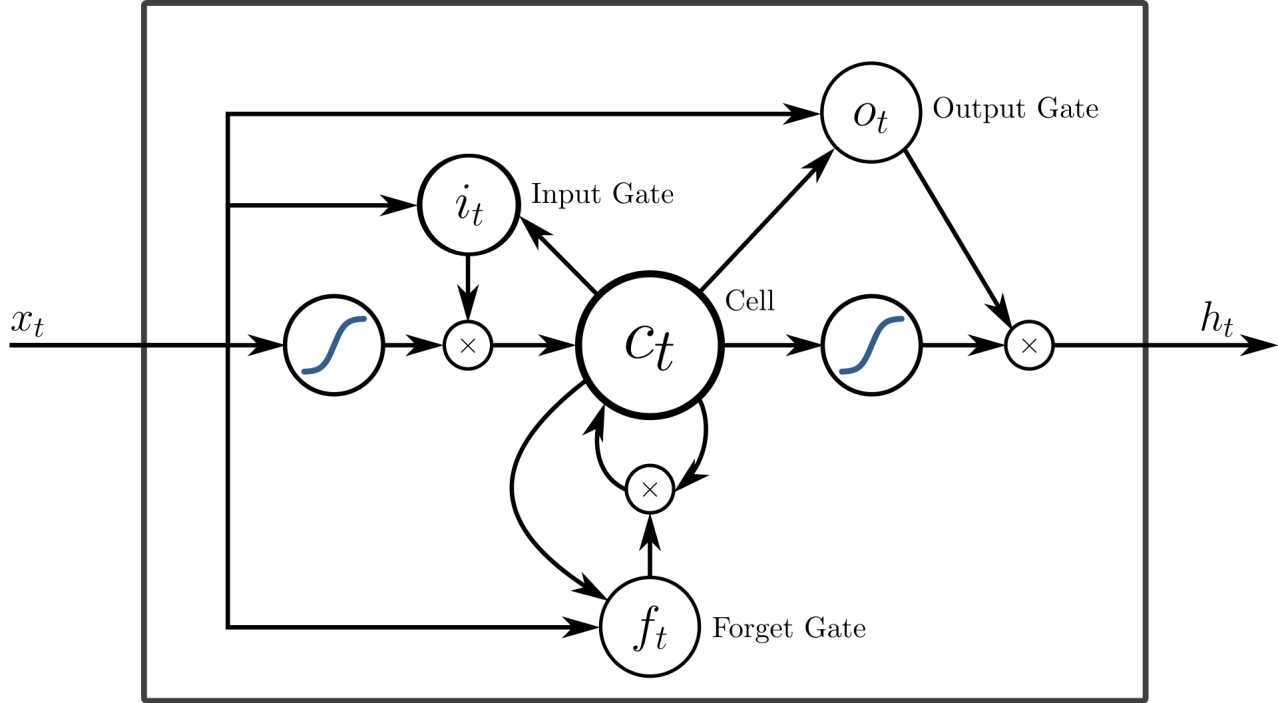 o_t Output Gate
i_t Input Gate
Cell
x_t
h_t
× c_t ×
×
f_t Forget Gate